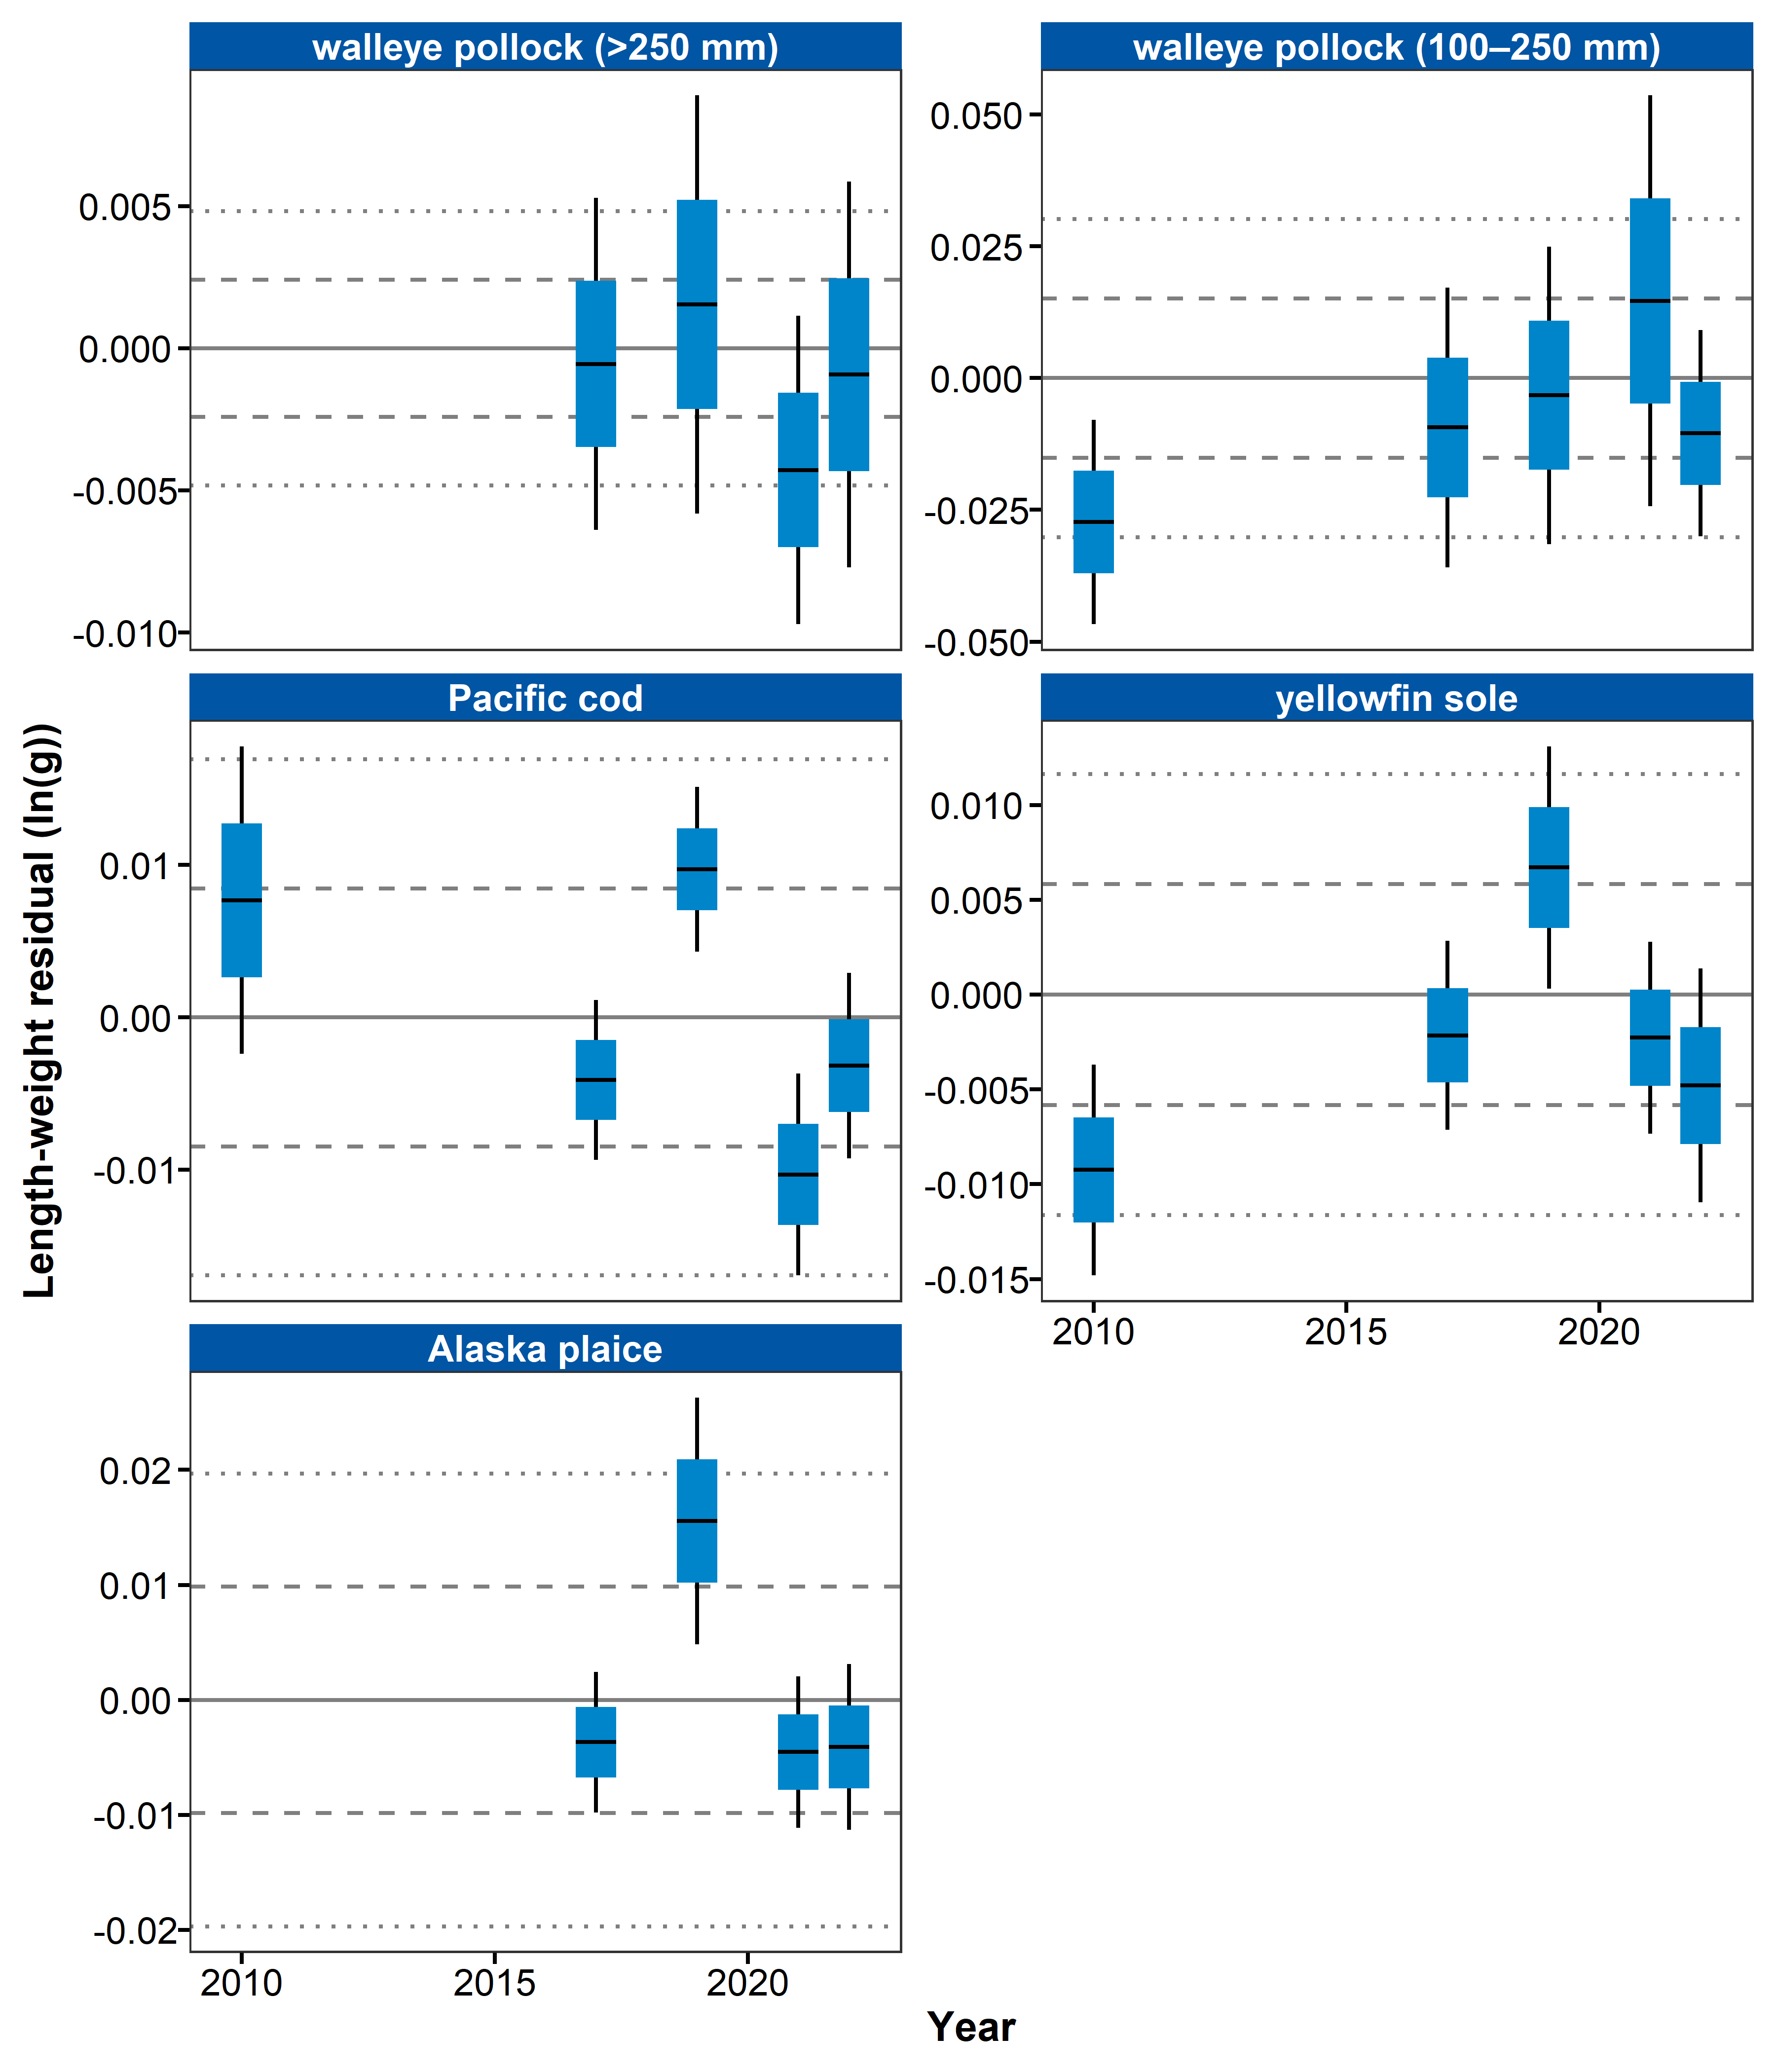 walleye pollock (>250 mm)
walleye pollock (100–250 mm)
0.005
0.000
-0.005
-0.010
0.050
0.025
0.000
-0.025
-0.050
Pacific cod
yellowfin sole
Length-weight residual (ln(g))
0.01
0.00
-0.01
0.010
0.005
0.000
-0.005
-0.010
-0.015
2010 2015 2020
Alaska plaice
0.02
0.01
0.00
-0.01
-0.02
2010 2015 2020
Year